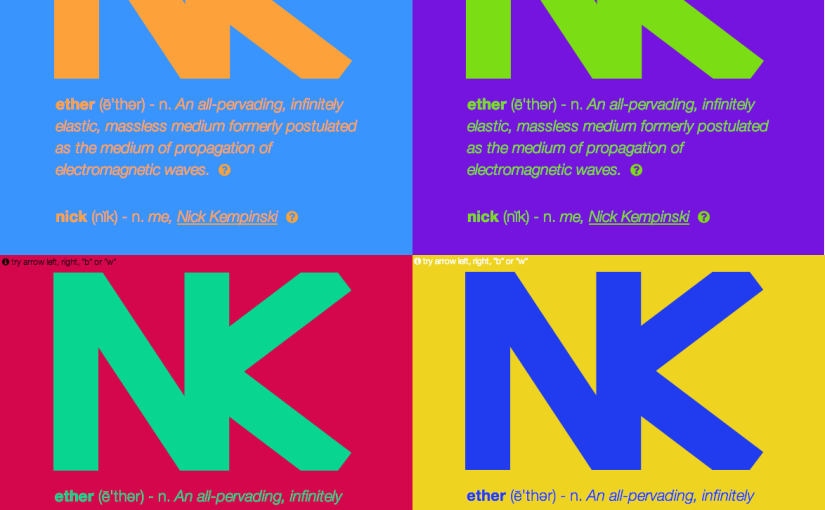 NK
ether (ē'thər) - n. An all-pervading, infinitely
elastic, massless medium formerly postulated
as the medium of propagation of
electromagnetic waves. ?
nick (nĭk) - n. me, Nick Kempinski ?
NK
ether (ē'thər) - n. An all-pervading, infinitely
elastic, massless medium formerly postulated
as the medium of propagation of
electromagnetic waves. ?
nick (nĭk) - n. me, Nick Kempinski ?
try arrow left, right, "b" or "w"
NK
ether (ē'thər) - n. An all-pervading, infinitely
try arrow left, right, "b" or "w"
NK
ether (ē'thər) - n. An all-pervading, infinitely